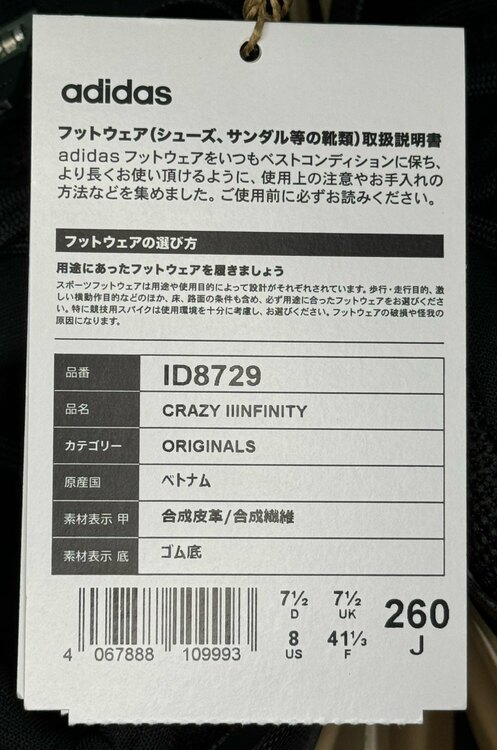 adidas
フットウェア(シューズ、サンダル等の靴類)取扱説明書
adidas フットウェアをいつもベストコンディションに保ち、
より長くお使い頂けるように、使用上の注意やお手入れの
方法などを集めました。ご使用前に必ずお読みください。
フットウェアの選び方
用途にあったフットウェアを履きましょう
スポーツフットウェアは用途や使用目的によって設計がそれぞれされています。歩行・走行目的、激
しい横動作目的などのほか、床、路面の条件も含め、必ず用途に合ったフットウェアをお選びくださ
い。特に競技用スパイクは使用環境を十分に考慮し、お選びください。フットウェアの破損や怪我の
原因になります。
品番 ID8729
品名 CRAZY IIINFINITY
カテゴリー ORIGINALS
原産国 ベトナム
素材表示 甲 合成皮革/合成繊維
素材表示 底 ゴム底
7½ 7½ 260
D UK J
8 41⅓
US F
4 067888 109993